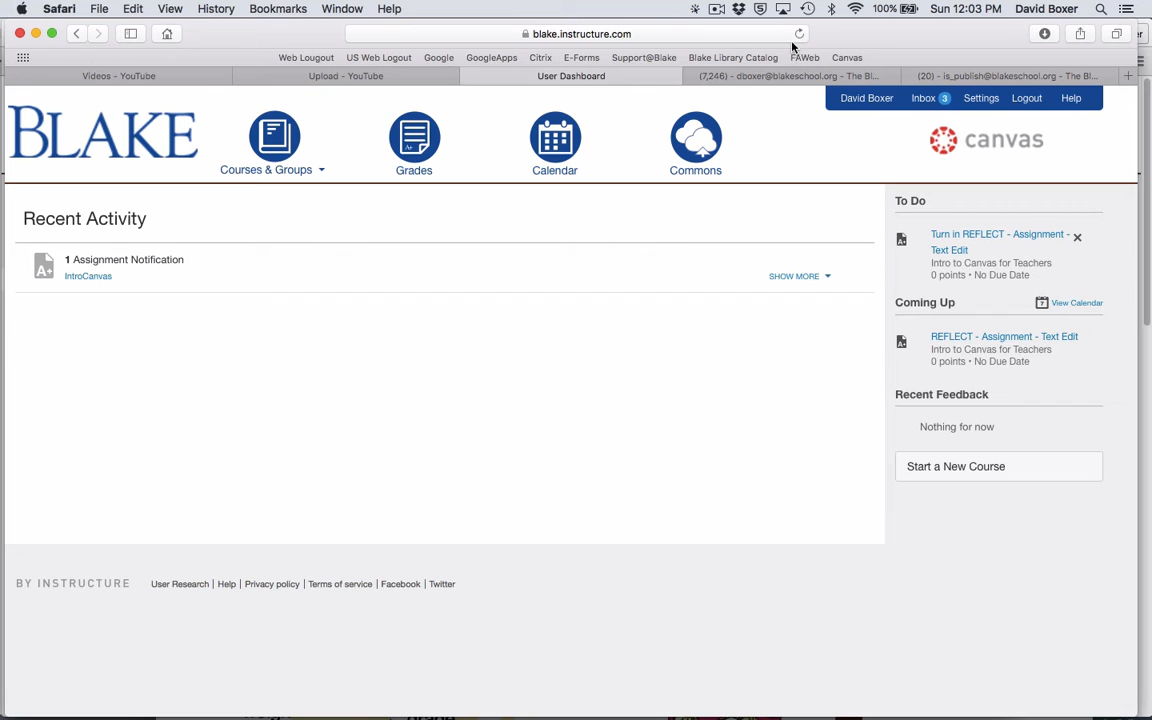 Safari File Edit View History Bookmarks Window Help 100% Sun 12:03 PM David Boxer
blake.instructure.com
Web Lougout US Web Logout Google GoogleApps Citrix E-Forms Support@Blake Blake Library Catalog FAWeb Canvas
Videos - YouTube Upload - YouTube User Dashboard (7,246) - dboxer@blakeschool.org - The Bl... (20) - is_publish@blakeschool.org - The Bl...
David Boxer Inbox 3 Settings Logout Help
BLAKE
canvas
Courses & Groups Grades Calendar Commons
Recent Activity
1 Assignment Notification
IntroCanvas
SHOW MORE
To Do
Turn in REFLECT - Assignment -
Text Edit
Intro to Canvas for Teachers
0 points • No Due Date
Coming Up
View Calendar
REFLECT - Assignment - Text Edit
Intro to Canvas for Teachers
0 points • No Due Date
Recent Feedback
Nothing for now
Start a New Course
BY INSTRUCTURE User Research | Help | Privacy policy | Terms of service | Facebook | Twitter